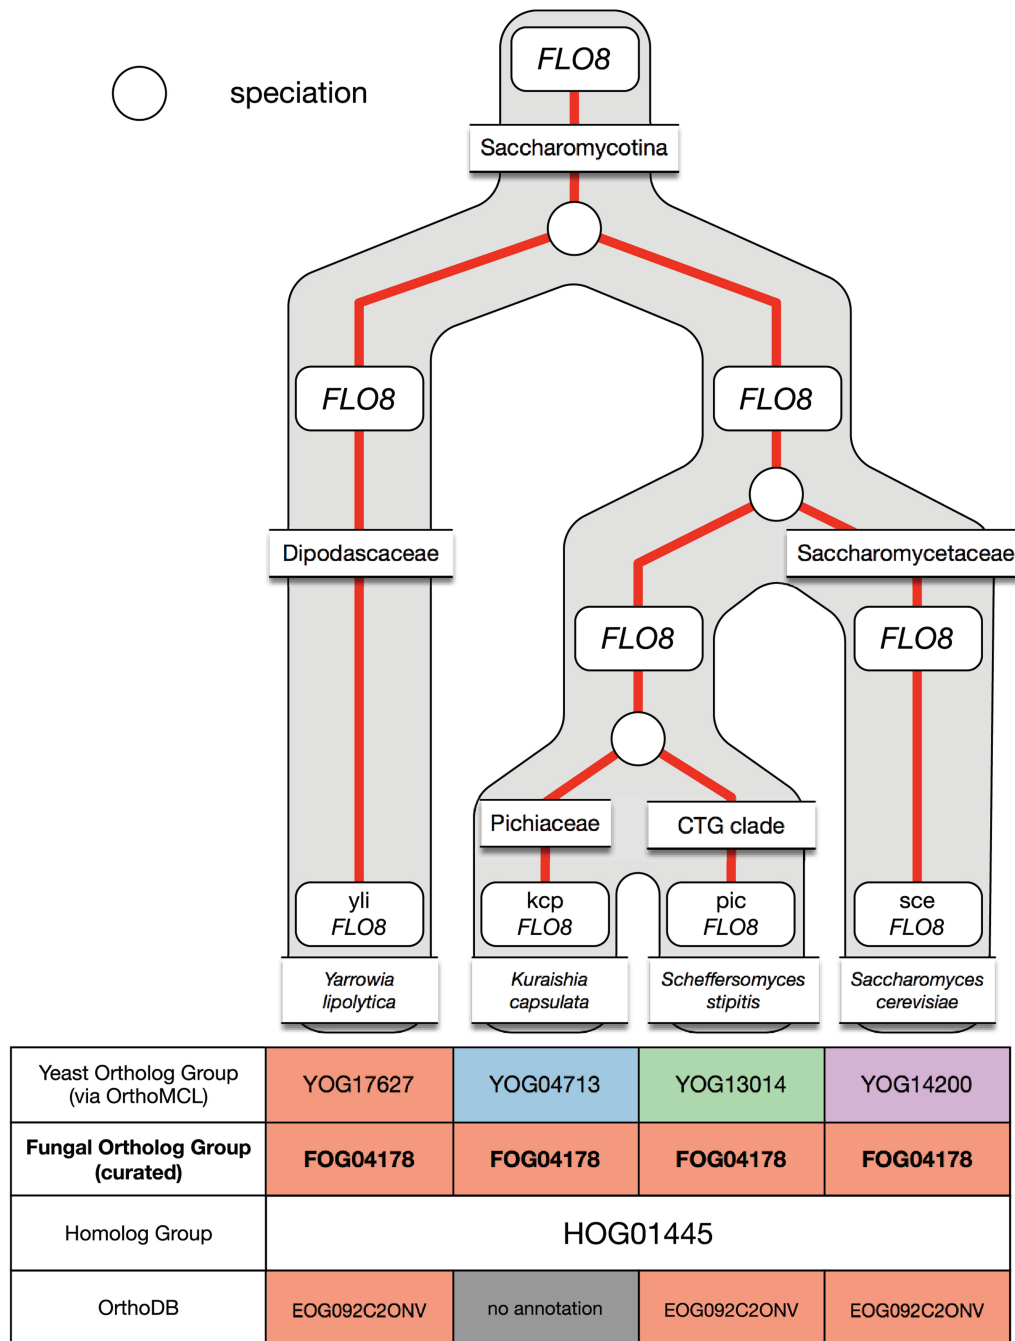 FLO8
speciation
Saccharomycotina
FLO8
FLO8
Dipodascaceae
Saccharomycetaceae
FLO8
FLO8
Pichiaceae
CTG clade
yli
FLO8
kcp
FLO8
pic
FLO8
sce
FLO8
Yarrowia
lipolytica
Kuraishia
capsulata
Scheffersomyces
stipitis
Saccharomyces
cerevisiae
Yeast Ortholog Group
(via OrthoMCL)
YOG17627
YOG04713
YOG13014
YOG14200
Fungal Ortholog Group
(curated)
FOG04178
FOG04178
FOG04178
FOG04178
Homolog Group
HOG01445
OrthoDB
EOG092C2ONV
no annotation
EOG092C2ONV
EOG092C2ONV